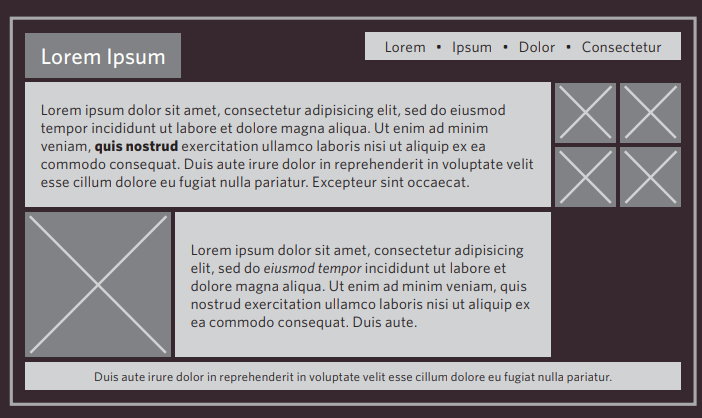 Lorem Ipsum
Lorem • Ipsum • Dolor • Consectetur
Lorem ipsum dolor sit amet, consectetur adipisicing elit, sed do eiusmod
tempor incididunt ut labore et dolore magna aliqua. Ut enim ad minim
veniam, quis nostrud exercitation ullamco laboris nisi ut aliquip ex ea
commodo consequat. Duis aute irure dolor in reprehenderit in voluptate velit
esse cillum dolore eu fugiat nulla pariatur. Excepteur sint occaecat.
Lorem ipsum dolor sit amet, consectetur adipisicing
elit, sed do eiusmod tempor incididunt ut labore et
dolore magna aliqua. Ut enim ad minim veniam, quis
nostrud exercitation ullamco laboris nisi ut aliquip ex
ea commodo consequat. Duis aute.
Duis aute irure dolor in reprehenderit in voluptate velit esse cillum dolore eu fugiat nulla pariatur.